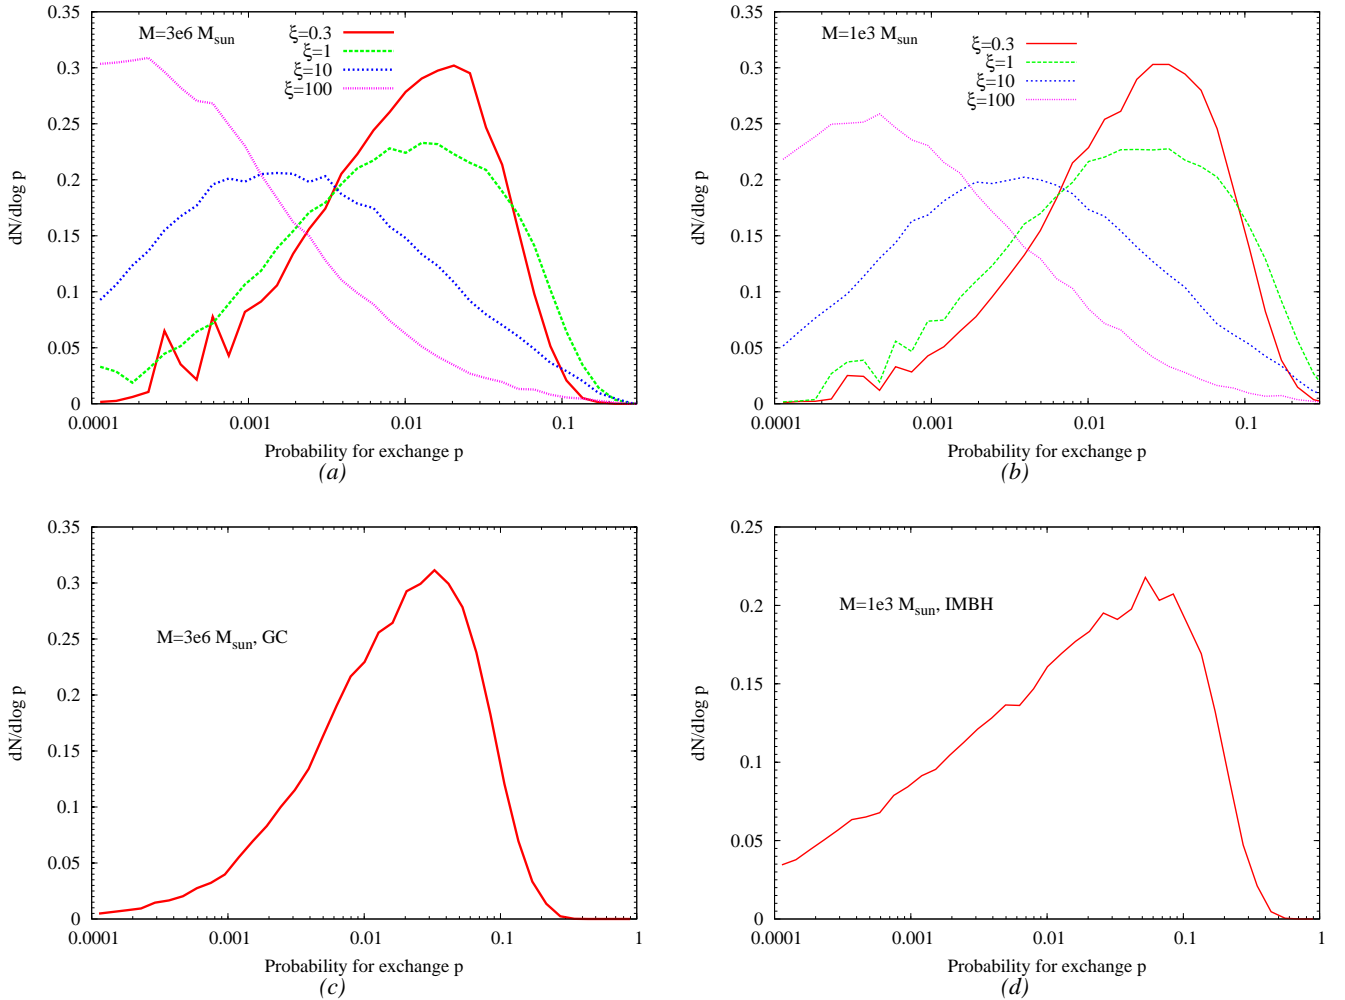 M=3e6 M_sun
ξ=0.3
ξ=1
ξ=10
ξ=100
dN/dlog p
0.35
0.3
0.25
0.2
0.15
0.1
0.05
0
0.0001 0.001 0.01 0.1
Probability for exchange p
(a)
M=1e3 M_sun
ξ=0.3
ξ=1
ξ=10
ξ=100
dN/dlog p
0.35
0.3
0.25
0.2
0.15
0.1
0.05
0
0.0001 0.001 0.01 0.1
Probability for exchange p
(b)
M=3e6 M_sun, GC
dN/dlog p
0.35
0.3
0.25
0.2
0.15
0.1
0.05
0
0.0001 0.001 0.01 0.1 1
Probability for exchange p
(c)
M=1e3 M_sun, IMBH
dN/dlog p
0.25
0.2
0.15
0.1
0.05
0
0.0001 0.001 0.01 0.1 1
Probability for exchange p
(d)